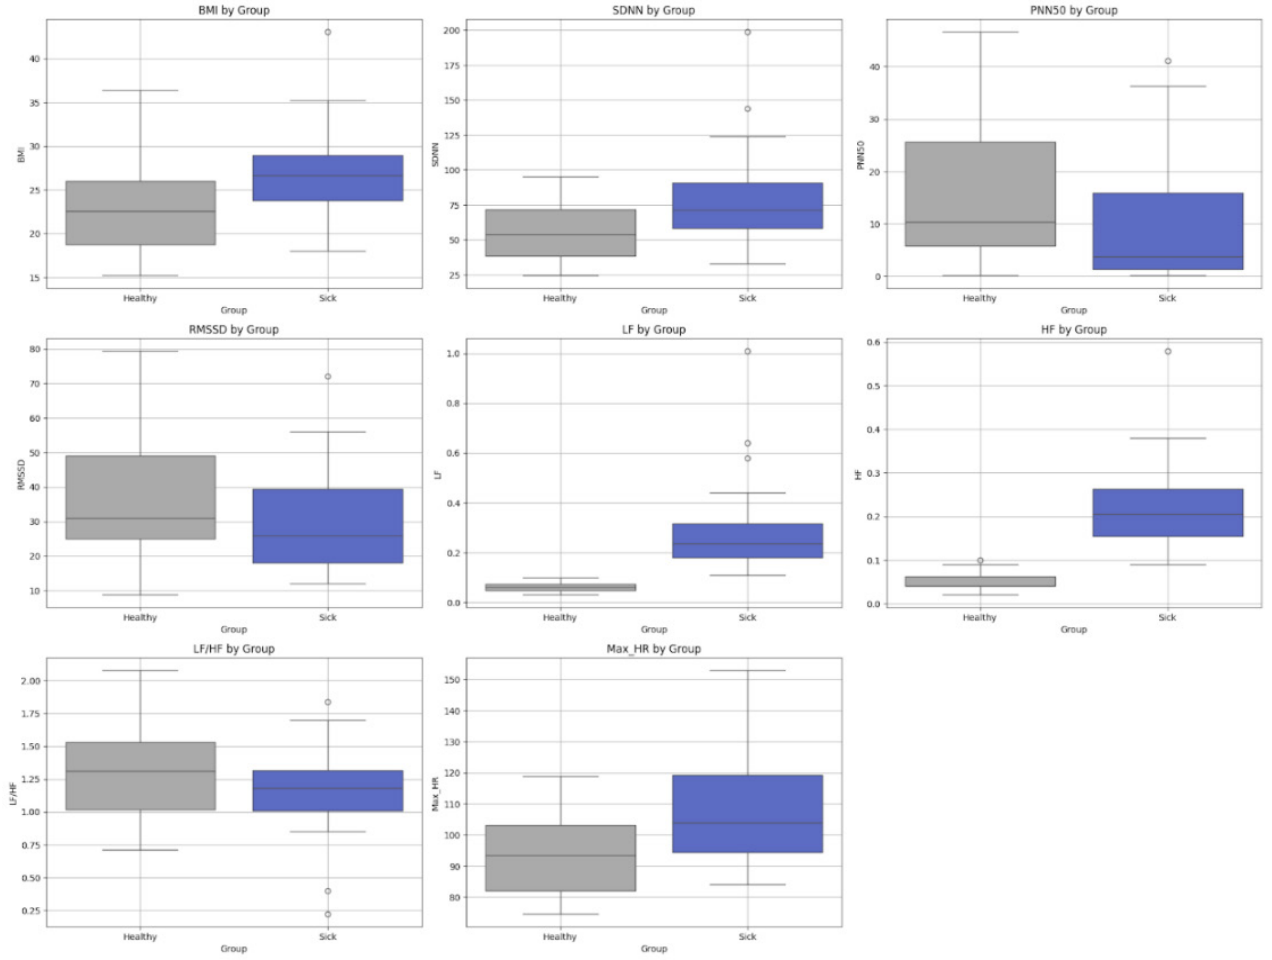 BMI by Group
40
35
30
25
20
15
BMI
Healthy
Sick
Group
SDNN by Group
200
175
150
125
100
75
50
25
SDNN
Healthy
Sick
Group
PNN50 by Group
40
30
20
10
0
PNN50
Healthy
Sick
Group
RMSSD by Group
80
70
60
50
40
30
20
10
RMSSD
Healthy
Sick
Group
LF by Group
1.0
0.8
0.6
0.4
0.2
0.0
LF
Healthy
Sick
Group
HF by Group
0.6
0.5
0.4
0.3
0.2
0.1
0.0
HF
Healthy
Sick
Group
LF/HF by Group
2.00
1.75
1.50
1.25
1.00
0.75
0.50
0.25
LF/HF
Healthy
Sick
Group
Max_HR by Group
150
140
130
120
110
100
90
80
Max_HR
Healthy
Sick
Group